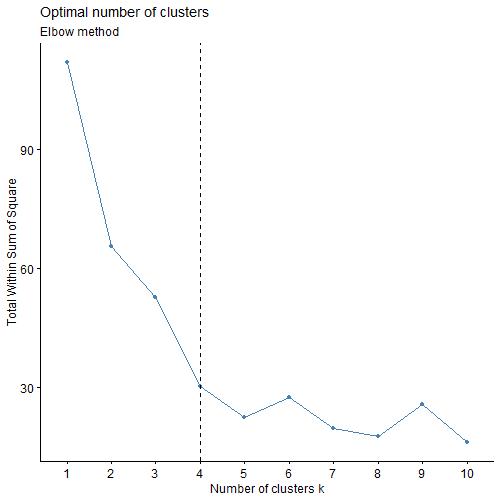 Optimal number of clusters
Elbow method
Total Within Sum of Square
90
60
30
1 2 3 4 5 6 7 8 9 10
Number of clusters k